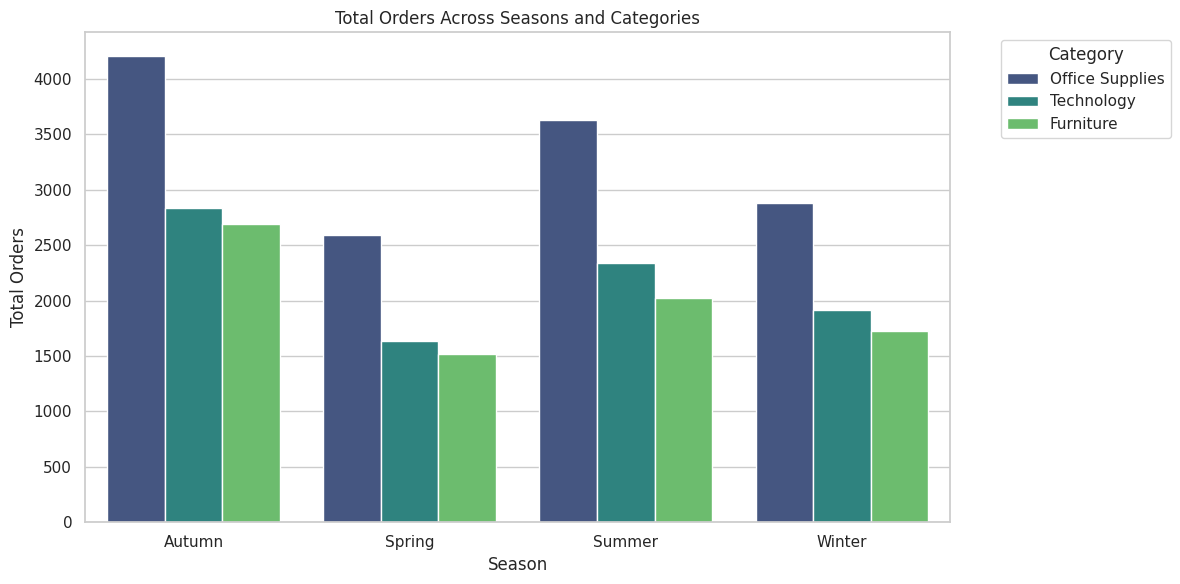 Total Orders Across Seasons and Categories
Total Orders
4000
3500
3000
2500
2000
1500
1000
500
0
Autumn
Spring
Summer
Winter
Season
Category
Office Supplies
Technology
Furniture